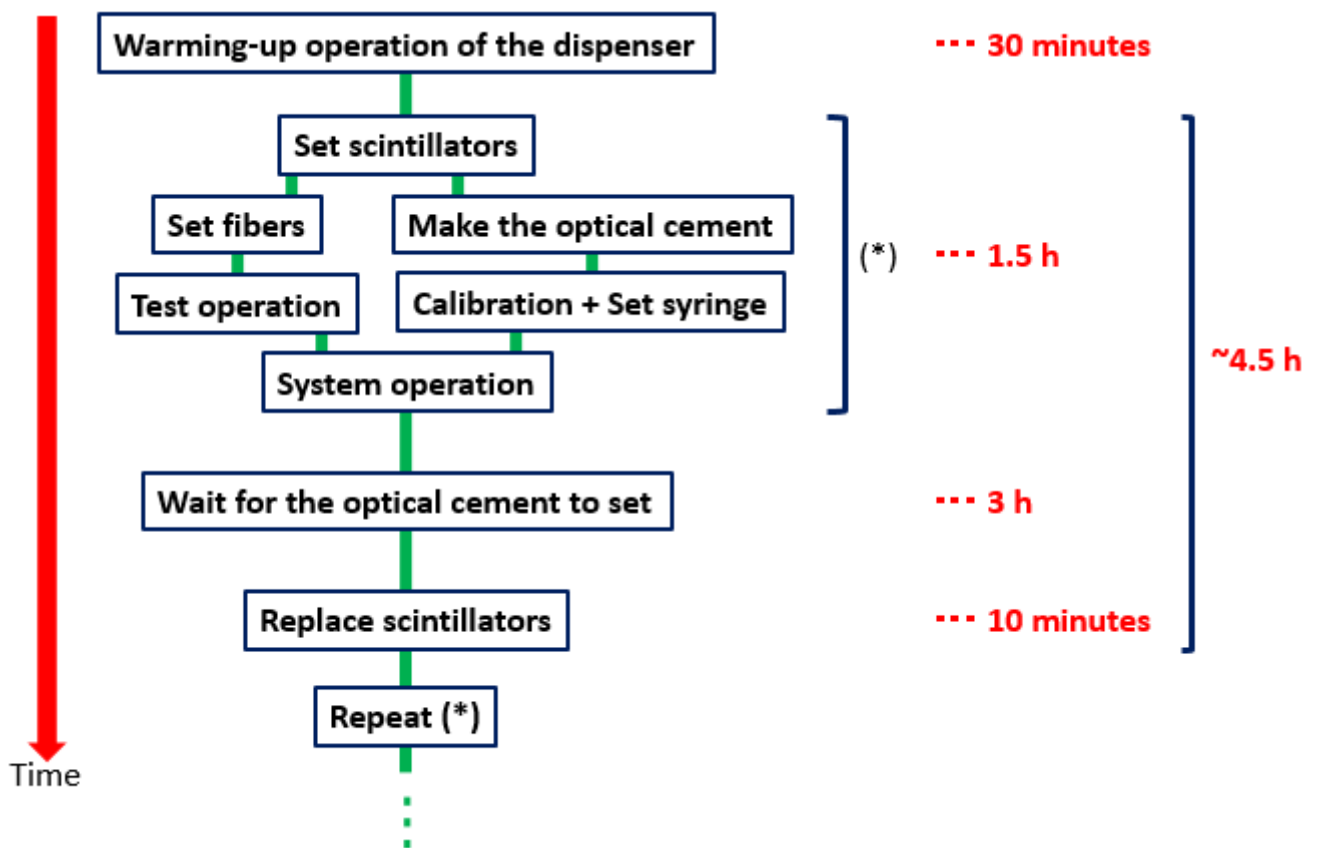 Warming-up operation of the dispenser
--- 30 minutes
Set scintillators
Set fibers
Make the optical cement
(*)
--- 1.5 h
Test operation
Calibration + Set syringe
~4.5 h
System operation
Wait for the optical cement to set
--- 3 h
Replace scintillators
--- 10 minutes
Repeat (*)
Time